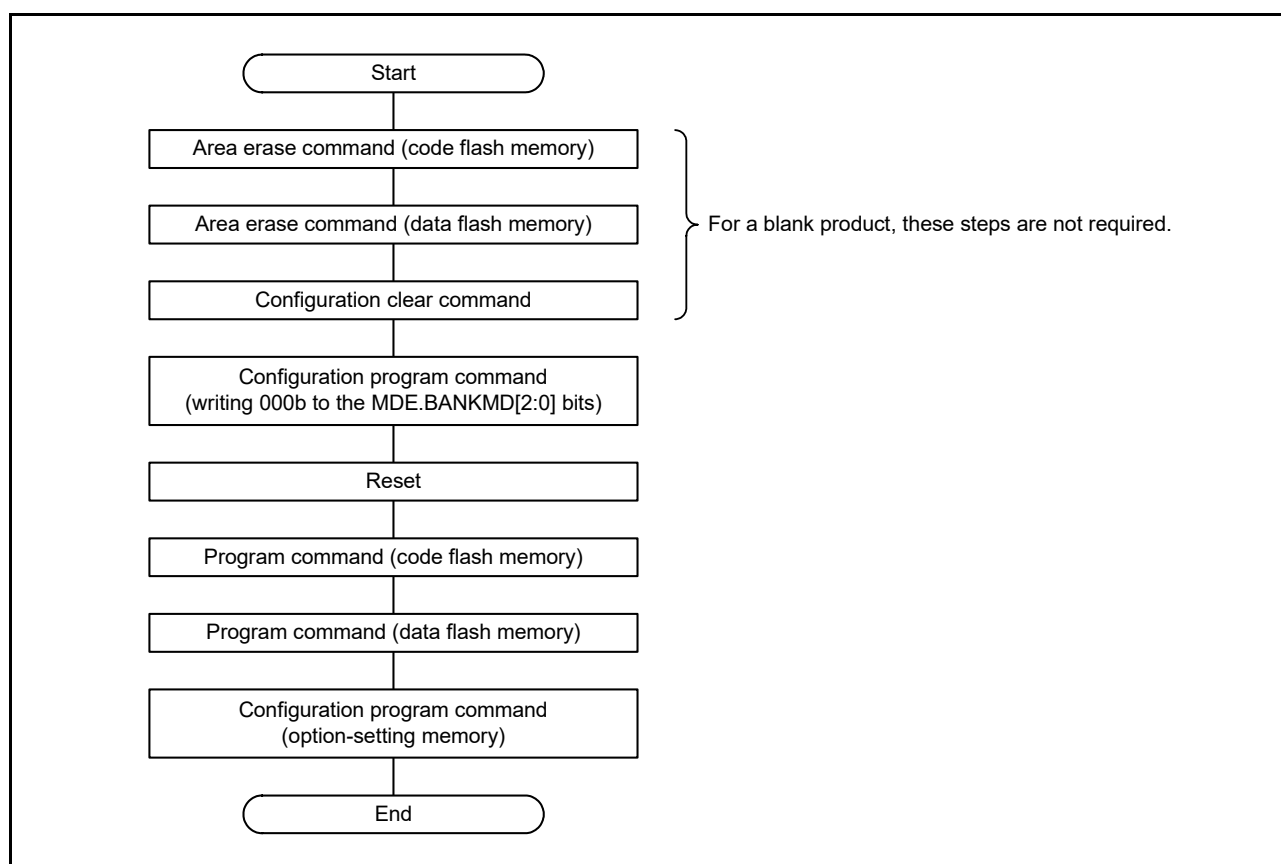 Start
Area erase command (code flash memory)
Area erase command (data flash memory)
For a blank product, these steps are not required.
Configuration clear command
Configuration program command
(writing 000b to the MDE.BANKMD[2:0] bits)
Reset
Program command (code flash memory)
Program command (data flash memory)
Configuration program command
(option-setting memory)
End